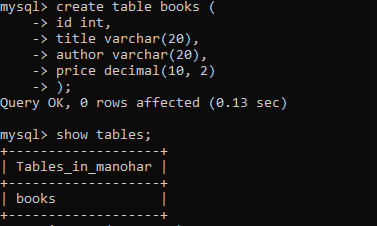 mysql> create table books (
    -> id int,
    -> title varchar(20),
    -> author varchar(20),
    -> price decimal(10, 2)
    -> );
Query OK, 0 rows affected (0.13 sec)
mysql> show tables;
+-------------------+
| Tables_in_manohar |
+-------------------+
| books             |
+-------------------+